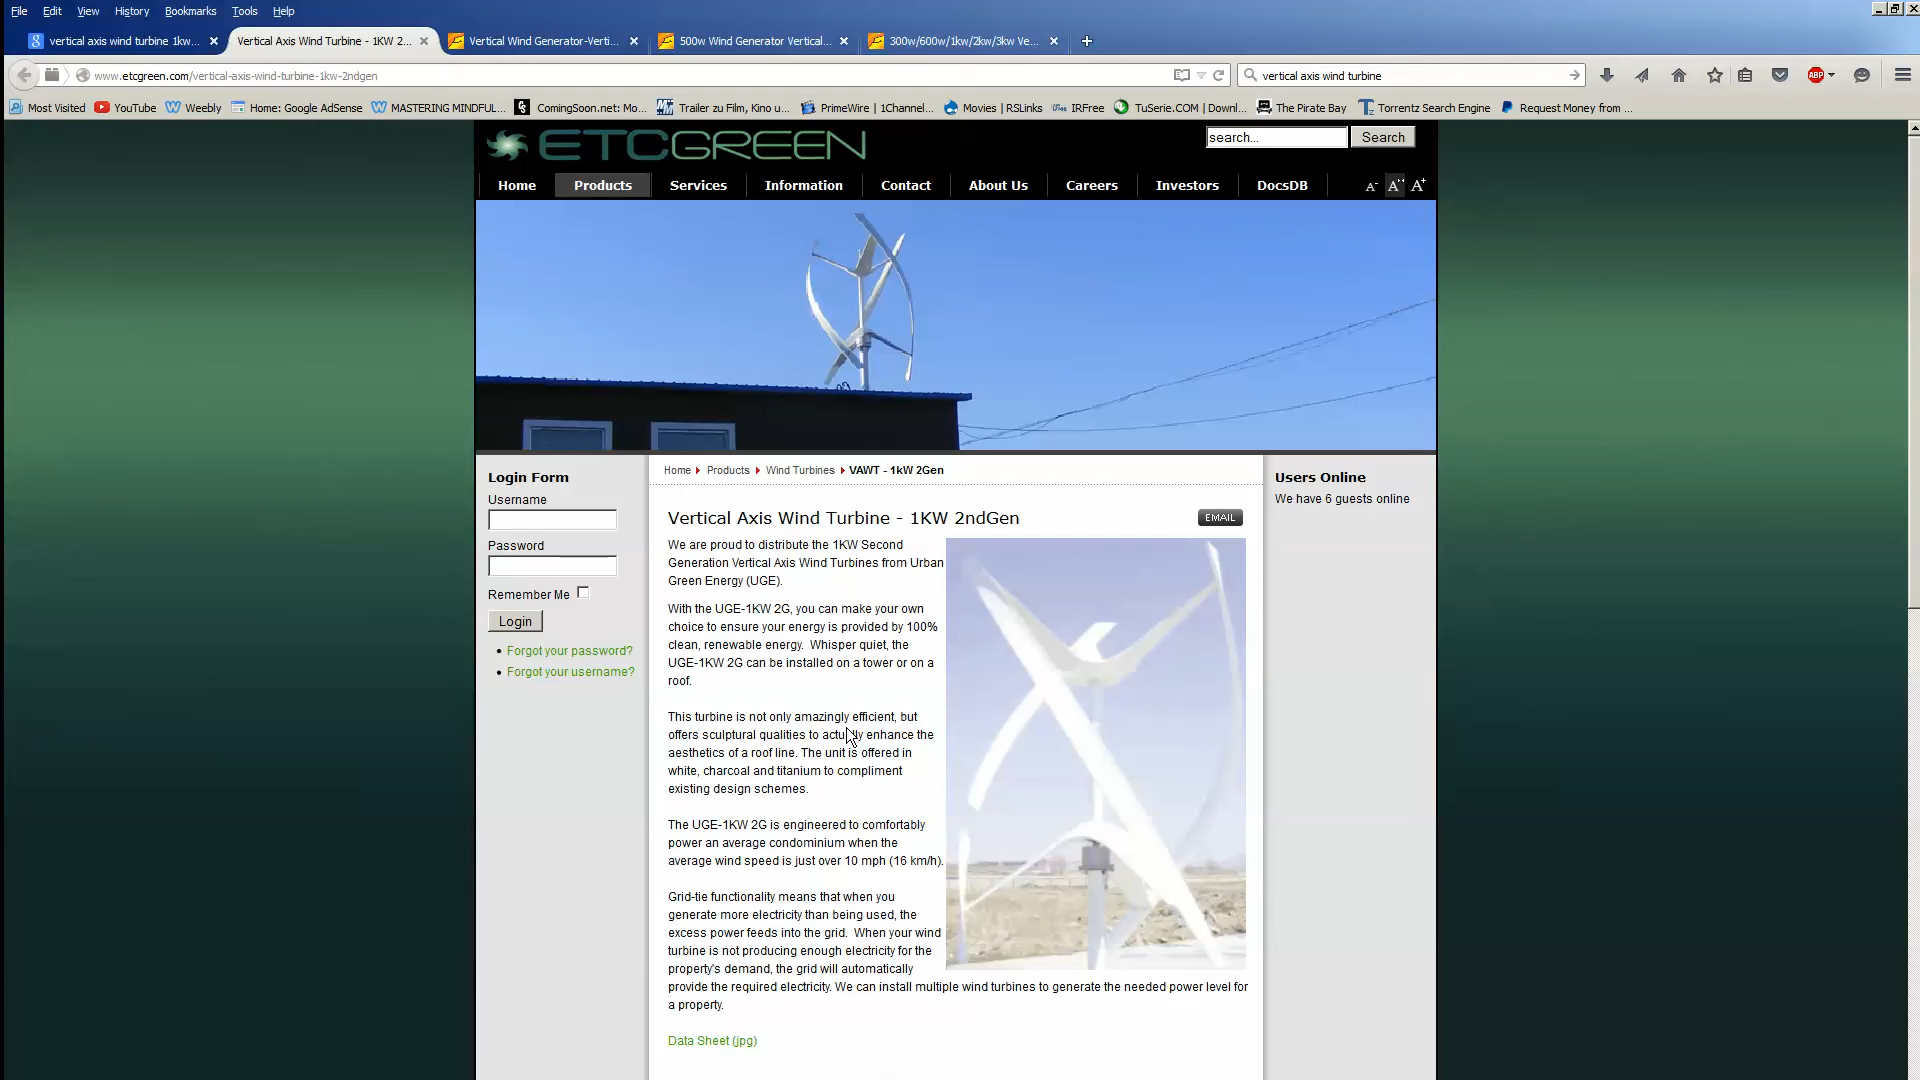 File Edit View History Bookmarks Tools Help
vertical axis wind turbine 1kw...
Vertical Axis Wind Turbine - 1KW 2...
Vertical Wind Generator-Verti...
500w Wind Generator Vertical...
300w/600w/1kw/2kw/3kw Ve...
www.etcgreen.com/vertical-axis-wind-turbine-1kw-2ndgen
vertical axis wind turbine
ABP
Most Visited YouTube Weebly Home: Google AdSense MASTERING MINDFUL... ComingSoon.net: Mo... Trailer zu Film, Kino u... PrimeWire | 1Channel... Movies | RSLinks IRFree TuSerie.COM | Downl... The Pirate Bay Torrentz Search Engine Request Money from ...
ETCGREEN
search... Search
Home Products Services Information Contact About Us Careers Investors DocsDB A- A A+
Login Form
Username
Password
Remember Me
Login
Forgot your password?
Forgot your username?
Home Products Wind Turbines VAWT - 1kW 2Gen
Vertical Axis Wind Turbine - 1KW 2ndGen
EMAIL
We are proud to distribute the 1KW Second
Generation Vertical Axis Wind Turbines from Urban
Green Energy (UGE).
With the UGE-1KW 2G, you can make your own
choice to ensure your energy is provided by 100%
clean, renewable energy. Whisper quiet, the
UGE-1KW 2G can be installed on a tower or on a
roof.
This turbine is not only amazingly efficient, but
offers sculptural qualities to actually enhance the
aesthetics of a roof line. The unit is offered in
white, charcoal and titanium to compliment
existing design schemes.
The UGE-1KW 2G is engineered to comfortably
power an average condominium when the
average wind speed is just over 10 mph (16 km/h).
Grid-tie functionality means that when you
generate more electricity than being used, the
excess power feeds into the grid. When your wind
turbine is not producing enough electricity for the
property's demand, the grid will automatically
provide the required electricity. We can install multiple wind turbines to generate the needed power level for
a property.
Data Sheet (jpg)
Users Online
We have 6 guests online